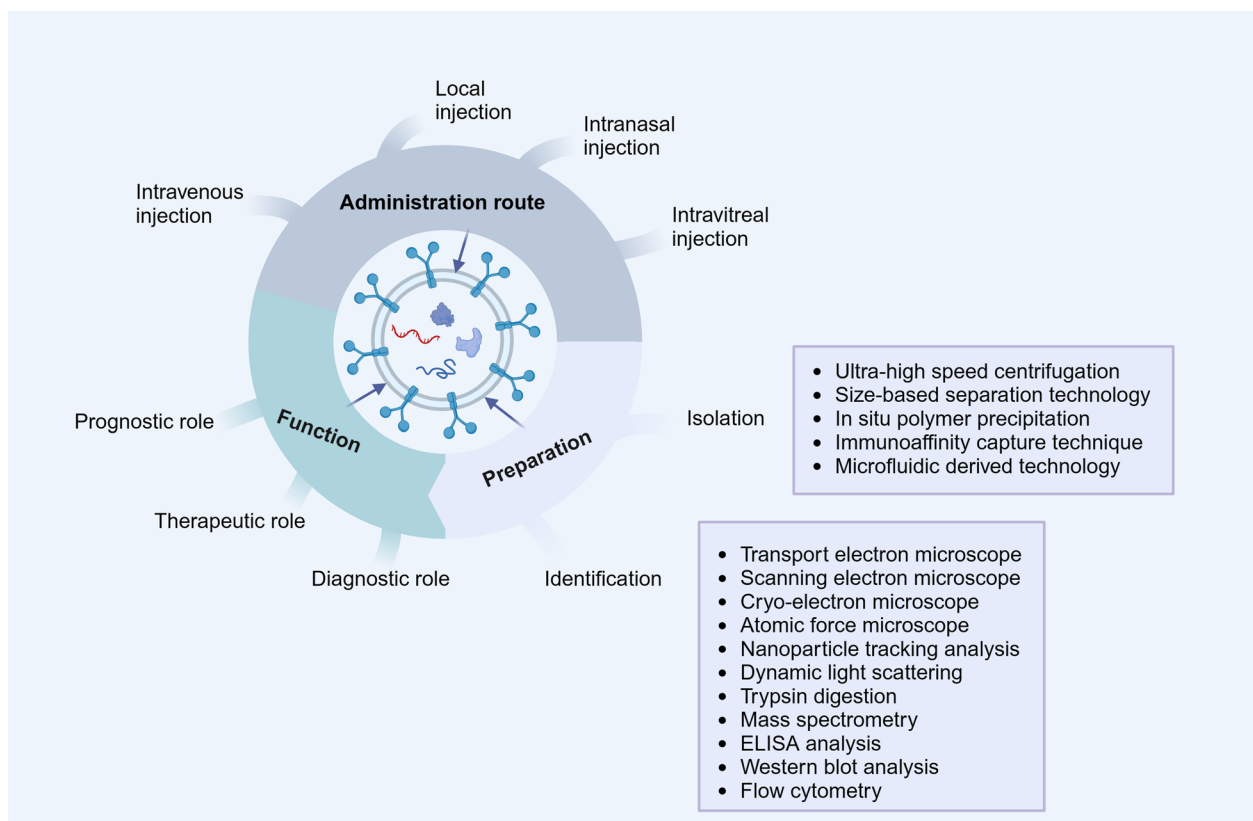 Local
injection
Intranasal
injection
Intravenous
injection
Administration route
Intravitreal
injection
Prognostic role
Function
Preparation
Isolation
Therapeutic role
Diagnostic role
Identification
• Ultra-high speed centrifugation
• Size-based separation technology
• In situ polymer precipitation
• Immunoaffinity capture technique
• Microfluidic derived technology
• Transport electron microscope
• Scanning electron microscope
• Cryo-electron microscope
• Atomic force microscope
• Nanoparticle tracking analysis
• Dynamic light scattering
• Trypsin digestion
• Mass spectrometry
• ELISA analysis
• Western blot analysis
• Flow cytometry